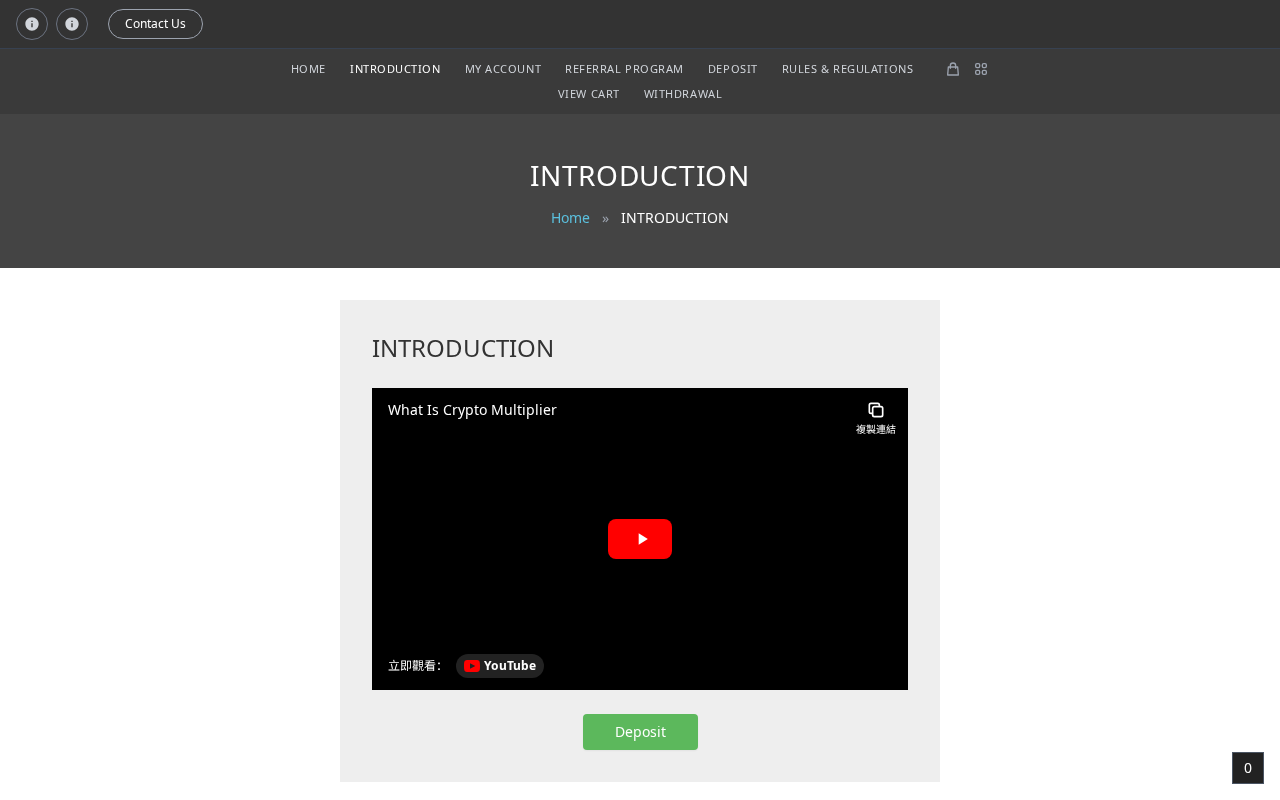 Contact Us
HOME INTRODUCTION MY ACCOUNT REFERRAL PROGRAM DEPOSIT RULES & REGULATIONS
VIEW CART WITHDRAWAL
INTRODUCTION
Home » INTRODUCTION
INTRODUCTION
What Is Crypto Multiplier
複製連結
立即觀看：
YouTube
Deposit
0